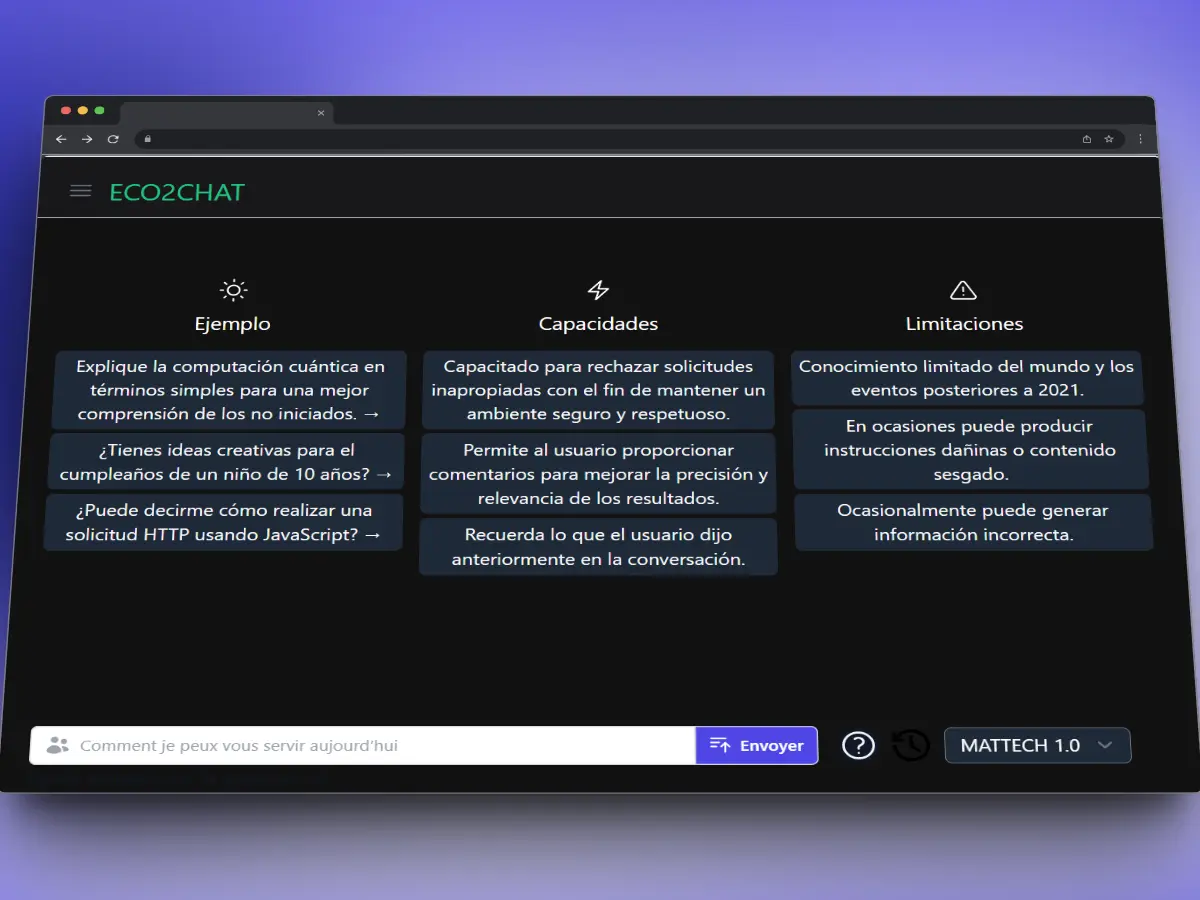 ECO2CHAT
Ejemplo
Explique la computación cuántica en
términos simples para una mejor
comprensión de los no iniciados. →
¿Tienes ideas creativas para el
cumpleaños de un niño de 10 años? →
¿Puede decirme cómo realizar una
solicitud HTTP usando JavaScript? →
Capacidades
Capacitado para rechazar solicitudes
inapropiadas con el fin de mantener un
ambiente seguro y respetuoso.
Permite al usuario proporcionar
comentarios para mejorar la precisión y
relevancia de los resultados.
Recuerda lo que el usuario dijo
anteriormente en la conversación.
Limitaciones
Conocimiento limitado del mundo y los
eventos posteriores a 2021.
En ocasiones puede producir
instrucciones dañinas o contenido
sesgado.
Ocasionalmente puede generar
información incorrecta.
Comment je peux vous servir aujourd'hui
Envoyer
MATTECH 1.0